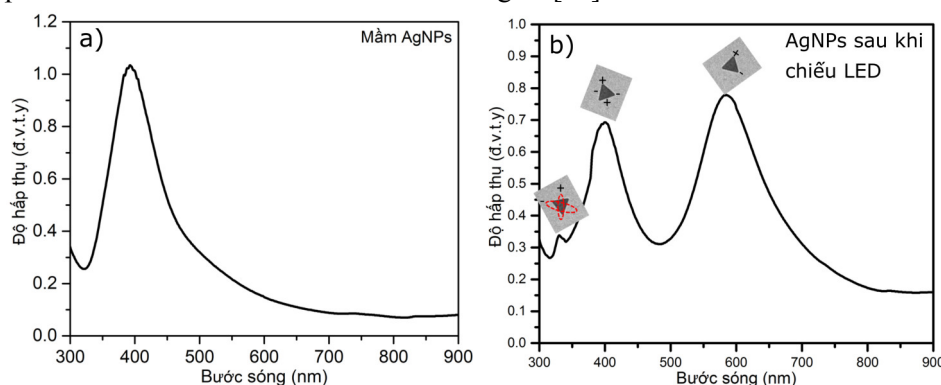 a)
Mầm AgNPs
1.2
1.0
0.8
0.6
0.4
0.2
0.0
Độ hấp thụ (đ.v.t.y)
300 400 500 600 700 800 900
Bước sóng (nm)
b)
AgNPs sau khi
chiếu LED
1.0
0.9
0.8
0.7
0.6
0.5
0.4
0.3
0.2
0.1
0.0
Độ hấp thụ (đ.v.t.y)
300 400 500 600 700 800 900
Bước sóng (nm)